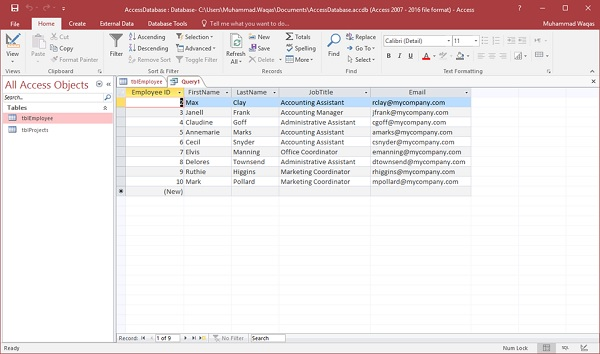 AccessDatabase : Database- C:\Users\Muhammad.Waqas\Documents\AccessDatabase.accdb (Access 2007 - 2016 file format) - Access
File Home Create External Data Database Tools Tell me what you want to do... Muhammad Waqas
View Paste Cut Copy Format Painter Filter Ascending Descending Remove Sort Selection Advanced Toggle Filter Refresh All New Save Delete Totals Spelling More Find Replace Go To Select Calibri (Detail) 11
Views Clipboard Sort & Filter Records Find Text Formatting
All Access Objects
Search...
Tables
tblEmployee
tblProjects
tblEmployee Query1
Employee ID FirstName LastName JobTitle Email
2 Max Clay Accounting Assistant rclay@mycompany.com
3 Janell Frank Accounting Manager jfrank@mycompany.com
4 Claudine Goff Administrative Assistant cgoff@mycompany.com
5 Annemarie Marks Accounting Assistant amarks@mycompany.com
6 Cecil Snyder Accounting Assistant csnyder@mycompany.com
7 Elvis Manning Office Coordinator emanning@mycompany.com
8 Delores Townsend Administrative Assistant dtownsend@mycompany.com
9 Ruthie Higgins Marketing Coordinator rhiggins@mycompany.com
10 Mark Pollard Marketing Coordinator mpollard@mycompany.com
(New)
Record: 1 of 9 No Filter Search
Ready Num Lock SQL